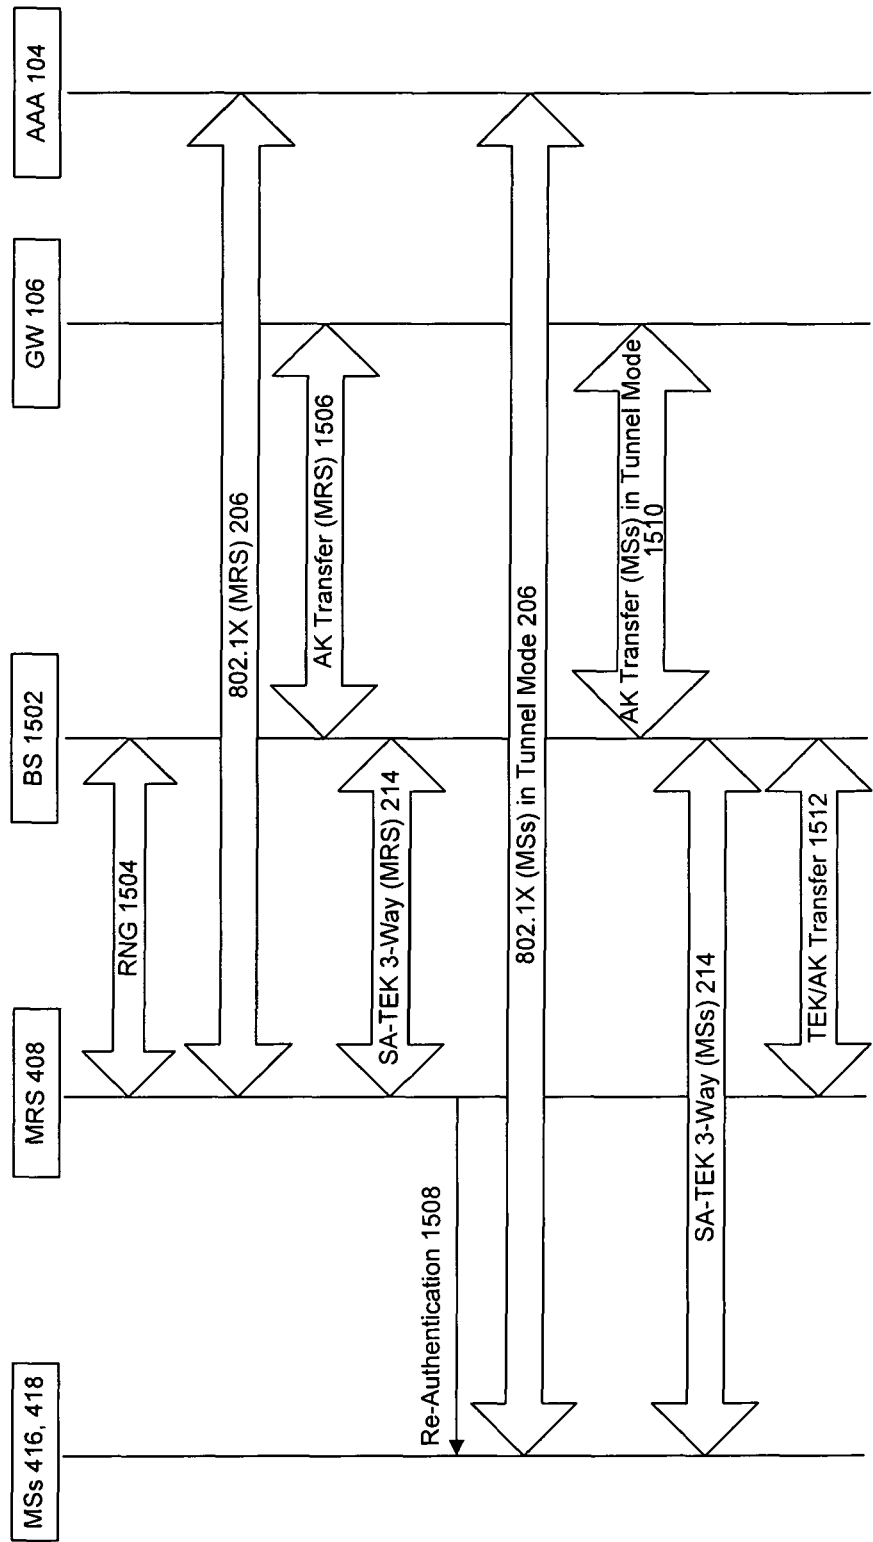 MSs 416, 418
MRS 408
BS 1502
GW 106
AAA 104
RNG 1504
802.1X (MRS) 206
AK Transfer (MRS) 1506
SA-TEK 3-Way (MRS) 214
Re-Authentication 1508
802.1X (MSs) in Tunnel Mode 206
AK Transfer (MSs) in Tunnel Mode
1510
SA-TEK 3-Way (MSs) 214
TEK/AK Transfer 1512